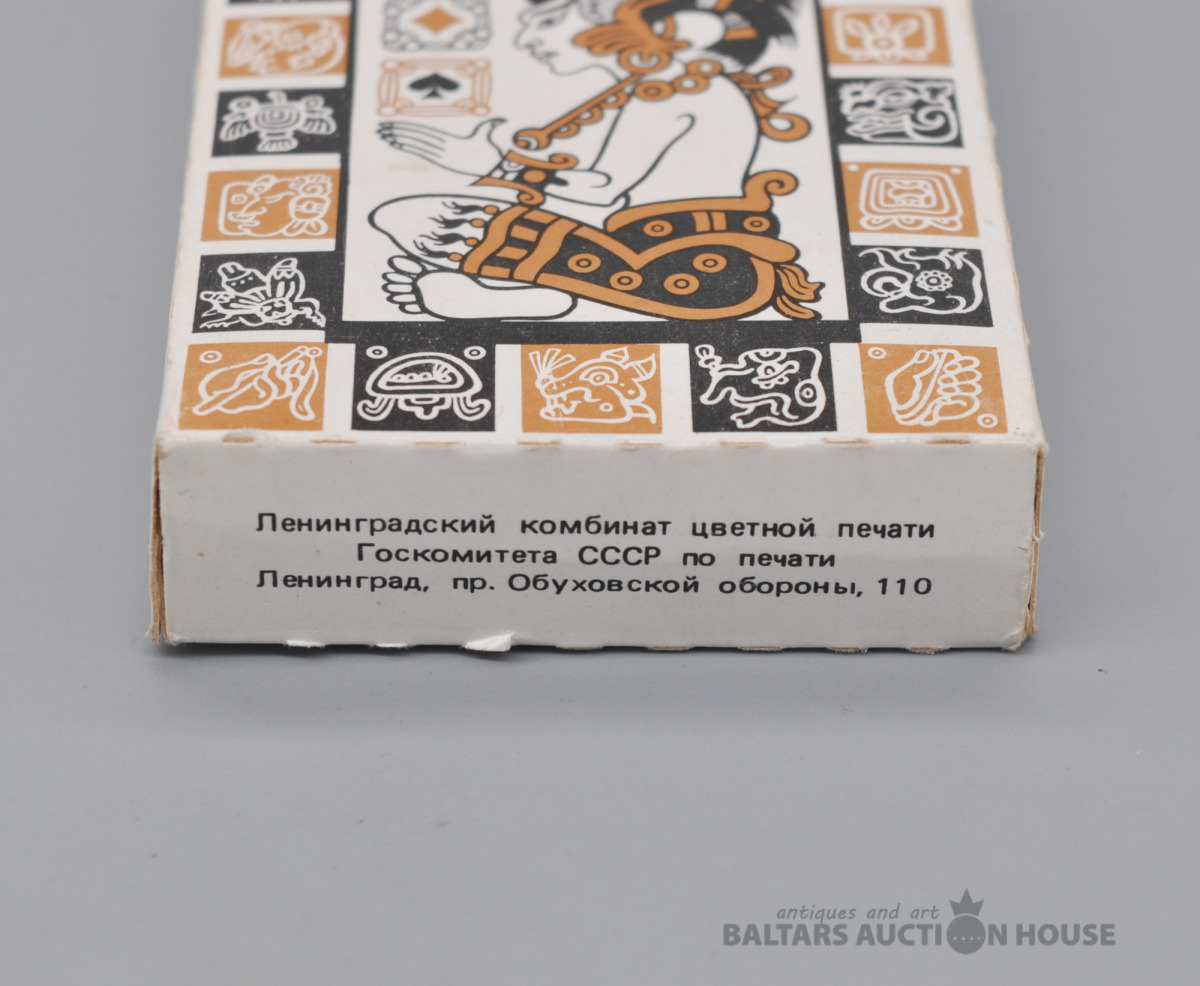 Ленинградский комбинат цветной печати
Госкомитета СССР по печати
Ленинград, пр. Обуховской обороны, 110
antiques and art
BALTARS AUCTION HOUSE